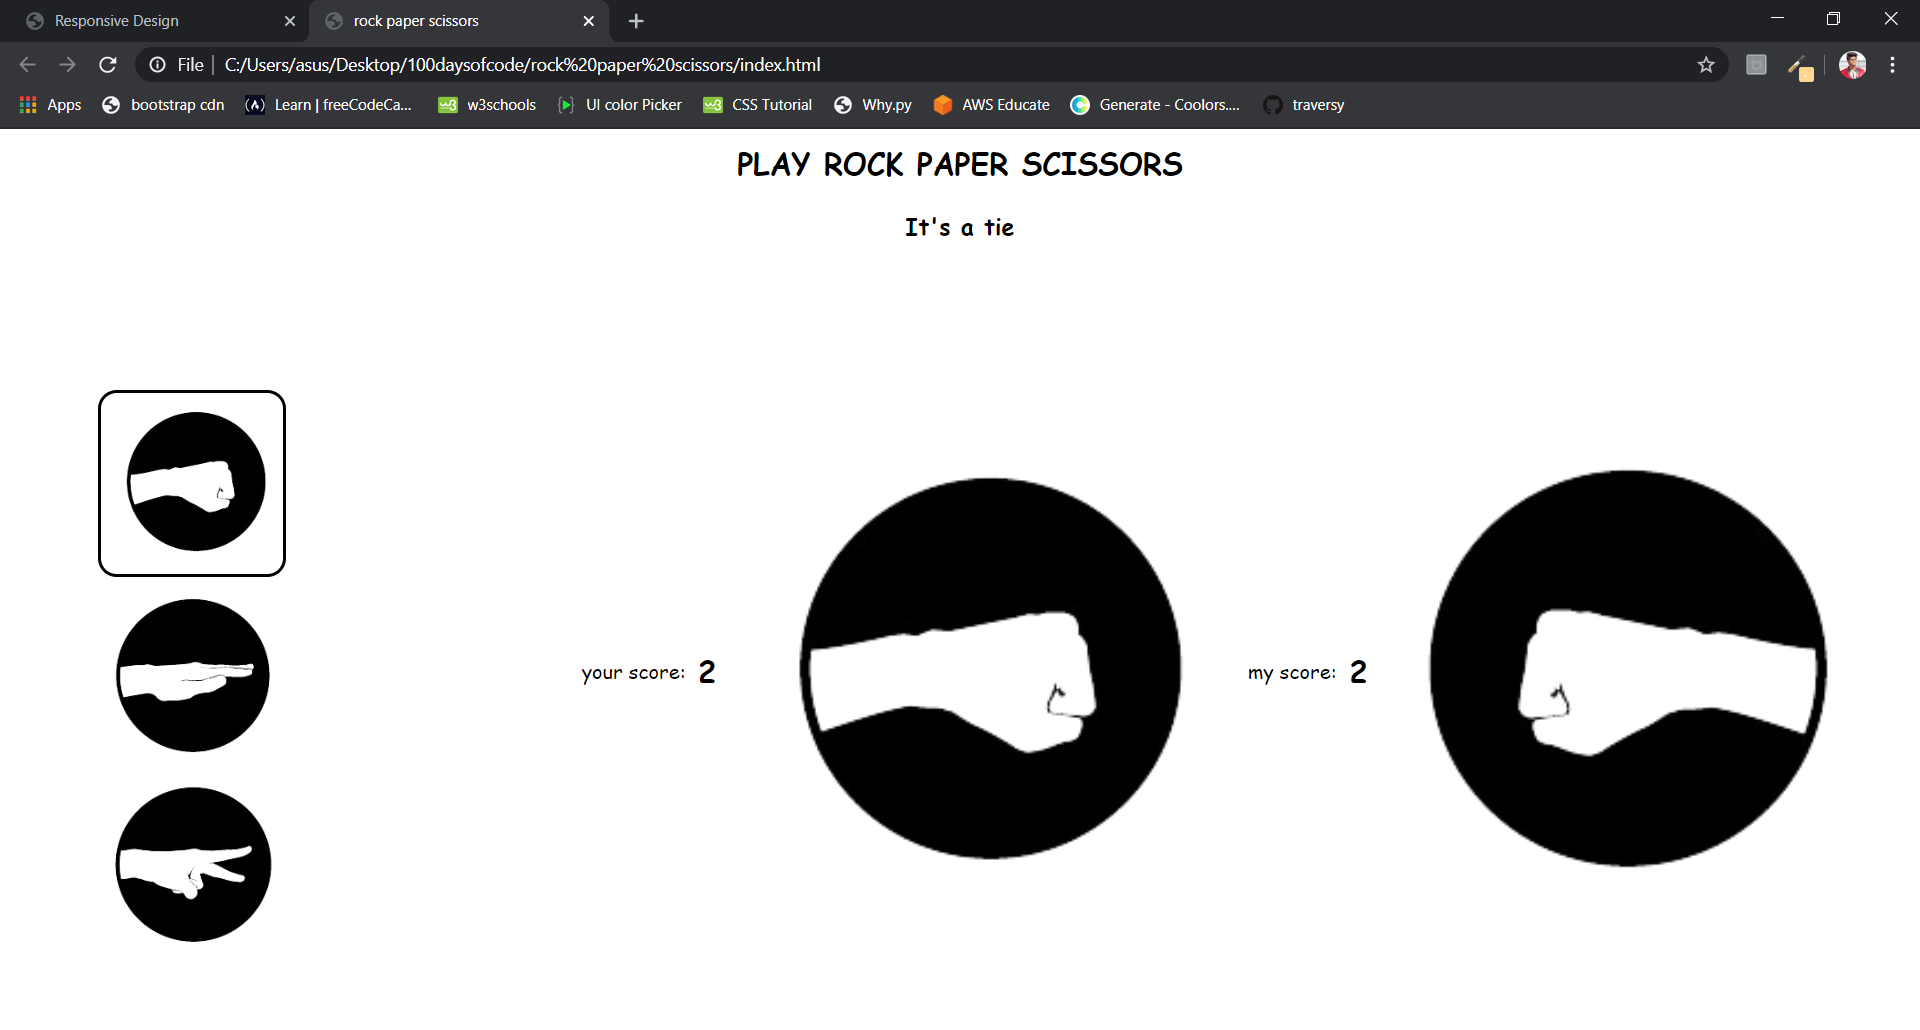 Responsive Design
rock paper scissors
File
C:/Users/asus/Desktop/100daysofcode/rock%20paper%20scissors/index.html
Apps
bootstrap cdn
Learn | freeCodeCa...
w3schools
UI color Picker
CSS Tutorial
Why.py
AWS Educate
Generate - Coolors....
traversy
PLAY ROCK PAPER SCISSORS
It's a tie
your score: 2
my score: 2